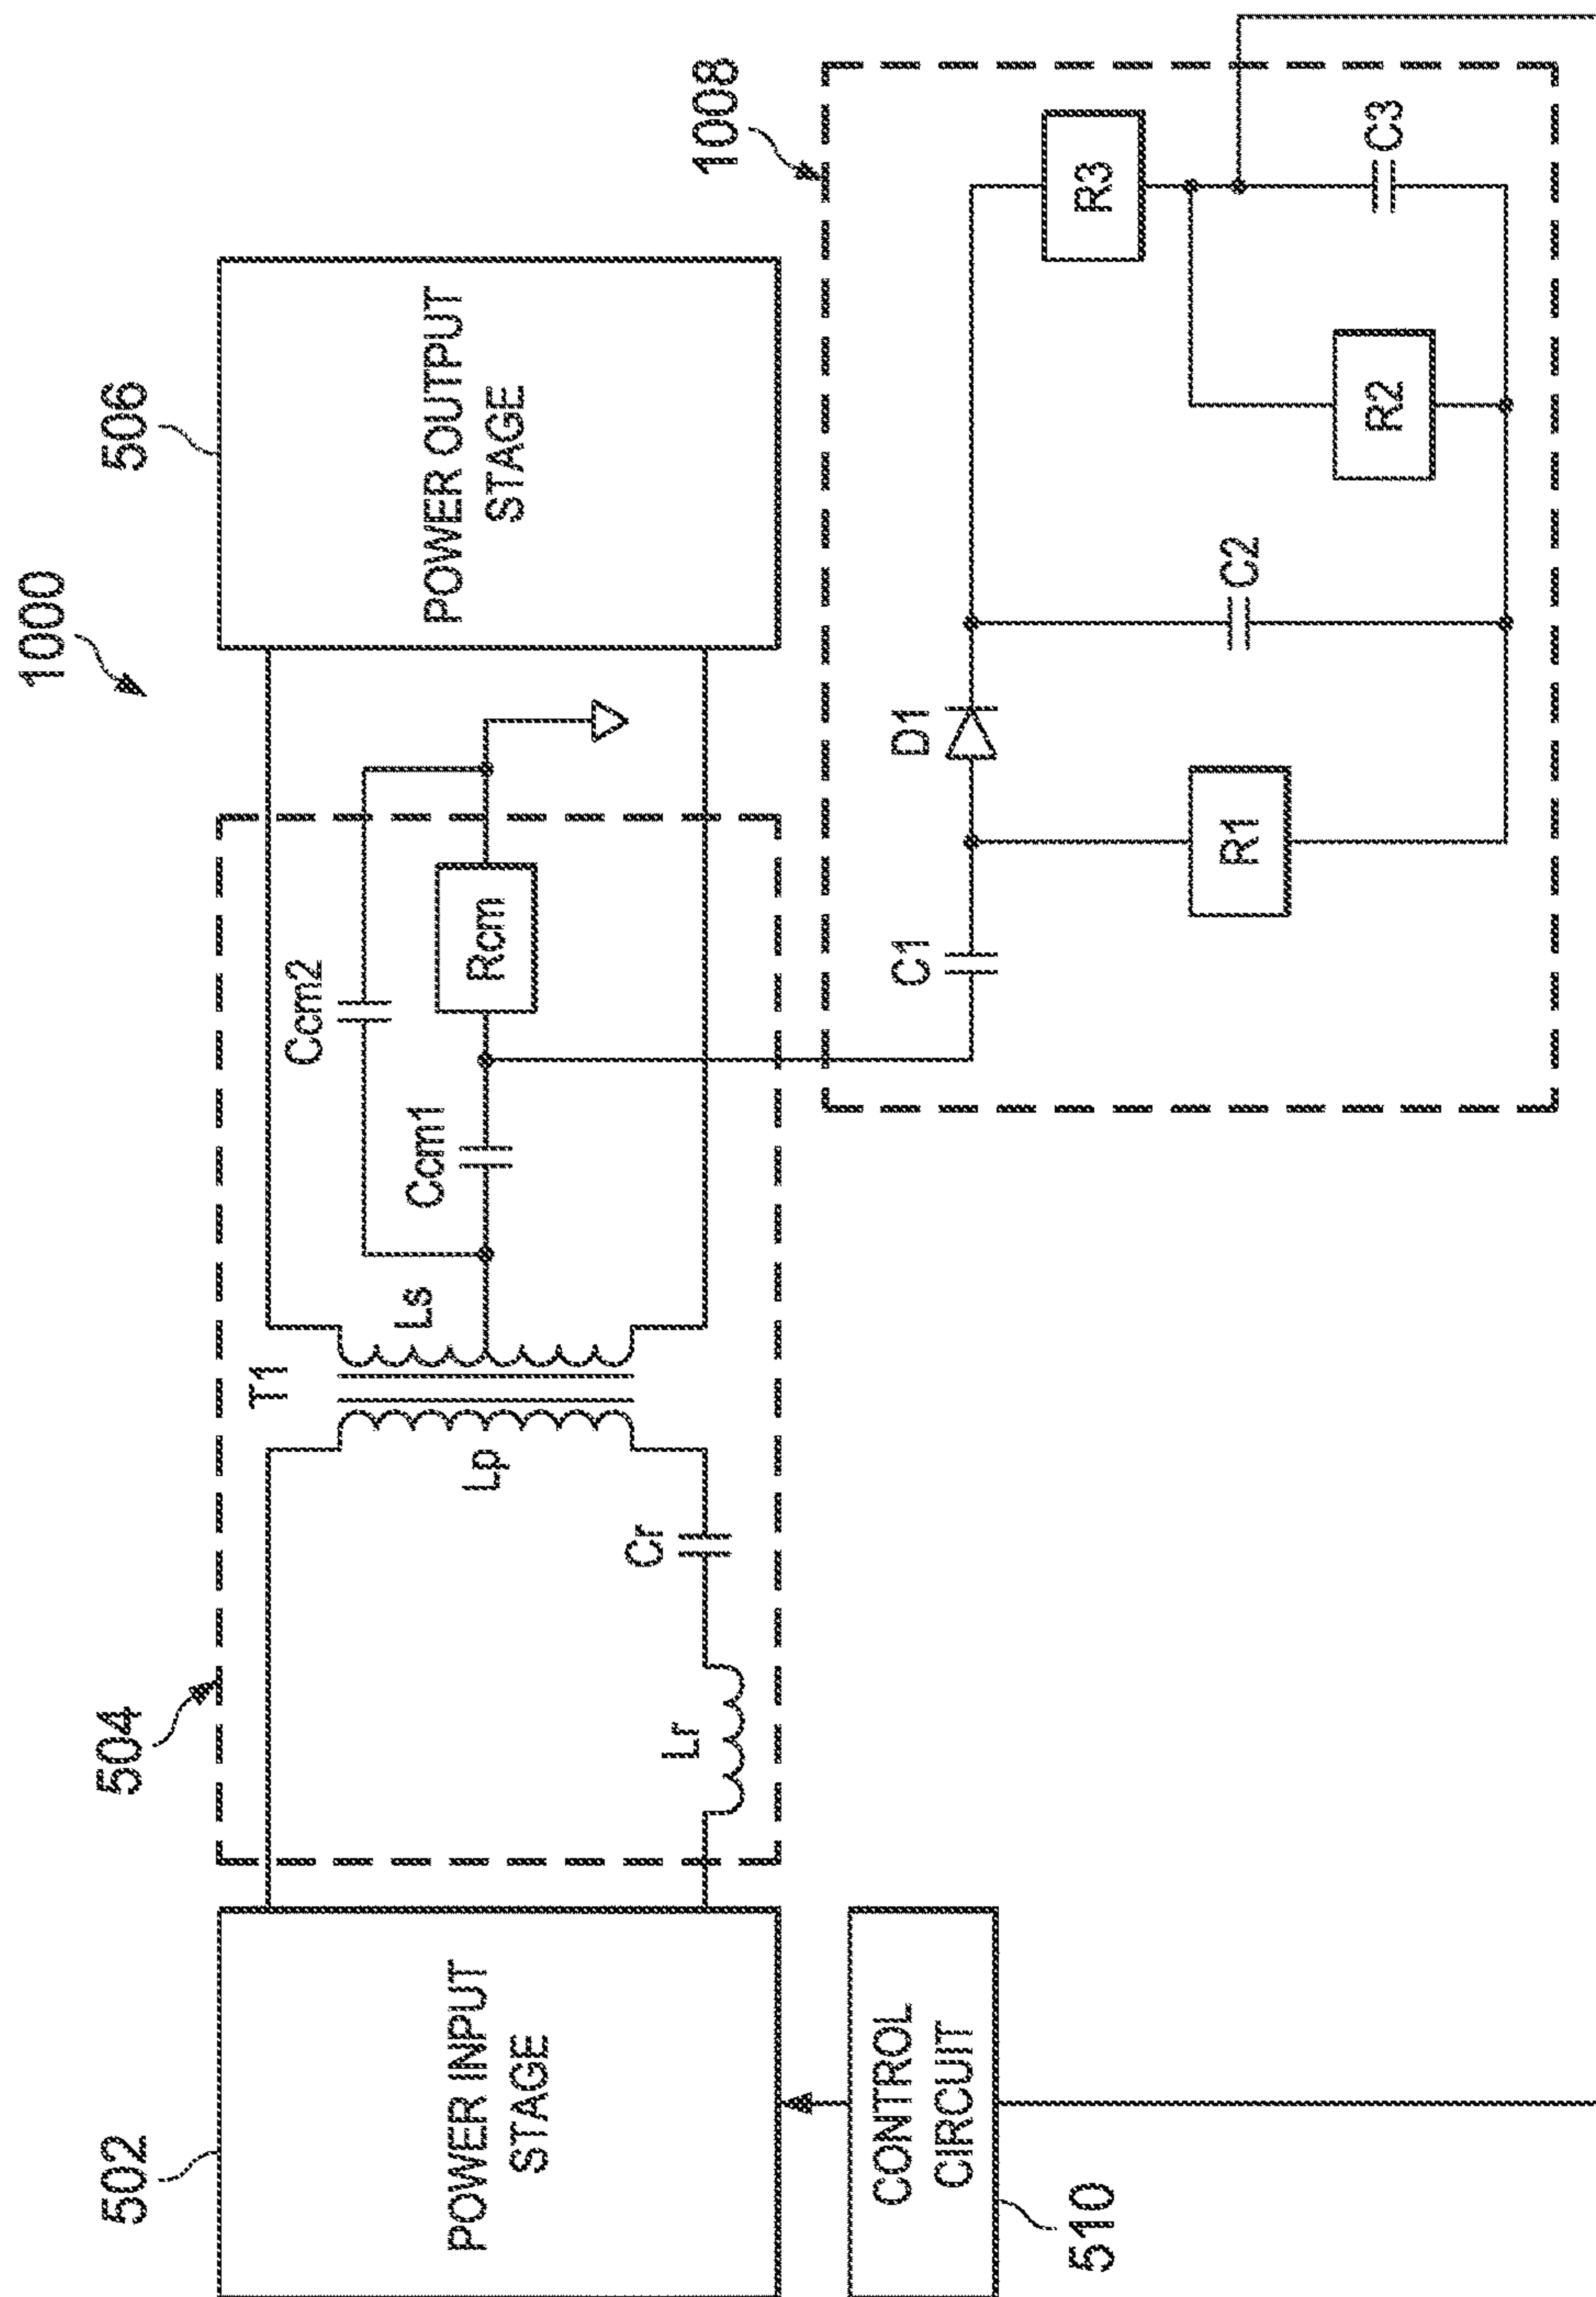 1000
502
504
506
POWER INPUT
STAGE
POWER OUTPUT
STAGE
T1
Lp
Ls
Lr
Cr
Ccm2
Ccm1
Rcm
CONTROL
CIRCUIT
510
1008
C1
D1
R1
C2
R2
R3
C3